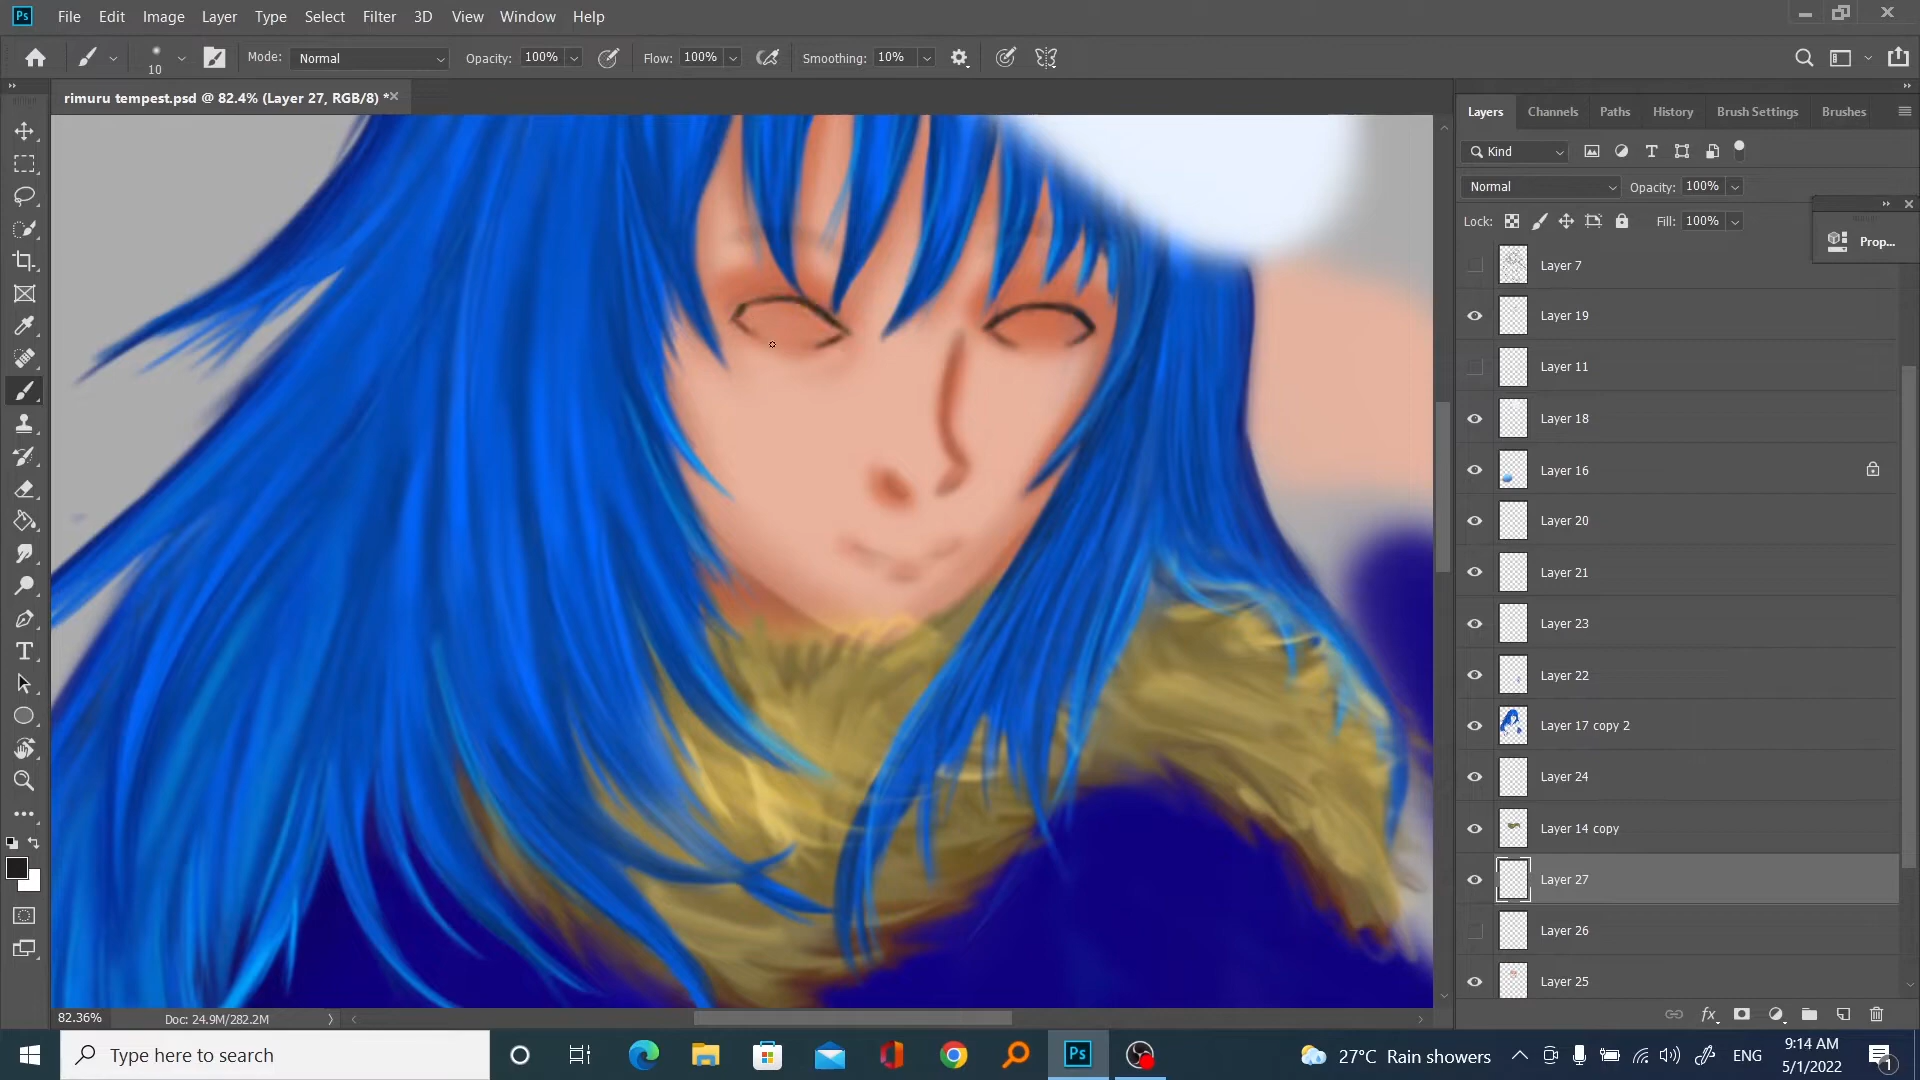 Ps File Edit Image Layer Type Select Filter 3D View Window Help
10 Mode: Normal Opacity: 100% Flow: 100% Smoothing: 10%
rimuru tempest.psd @ 82.4% (Layer 27, RGB/8) *
Layers Channels Paths History Brush Settings Brushes
Kind
Normal Opacity: 100%
Lock: Fill: 100%
Prop...
Layer 7
Layer 19
Layer 11
Layer 18
Layer 16
Layer 20
Layer 21
Layer 23
Layer 22
Layer 17 copy 2
Layer 24
Layer 14 copy
Layer 27
Layer 26
Layer 25
82.36% Doc: 24.9M/282.2M
Type here to search
Ps
27°C Rain showers
ENG
9:14 AM
5/1/2022
1